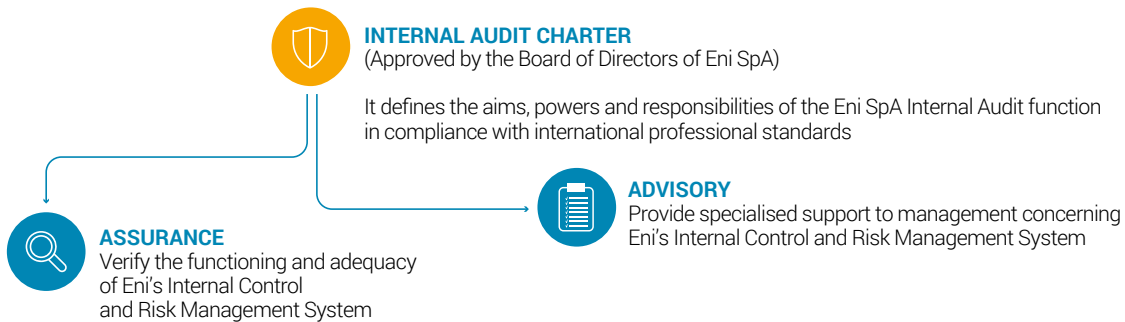 INTERNAL AUDIT CHARTER
(Approved by the Board of Directors of Eni SpA)
It defines the aims, powers and responsibilities of the Eni SpA Internal Audit function
in compliance with international professional standards
ADVISORY
Provide specialised support to management concerning
Eni's Internal Control and Risk Management System
ASSURANCE
Verify the functioning and adequacy
of Eni's Internal Control
and Risk Management System